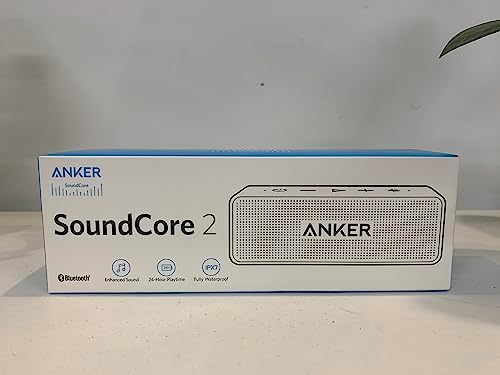 ANKER
SoundCore
SoundCore 2
ANKER
Bluetooth®
Enhanced Sound
24-Hour Playtime
IPX7
Fully Waterproof